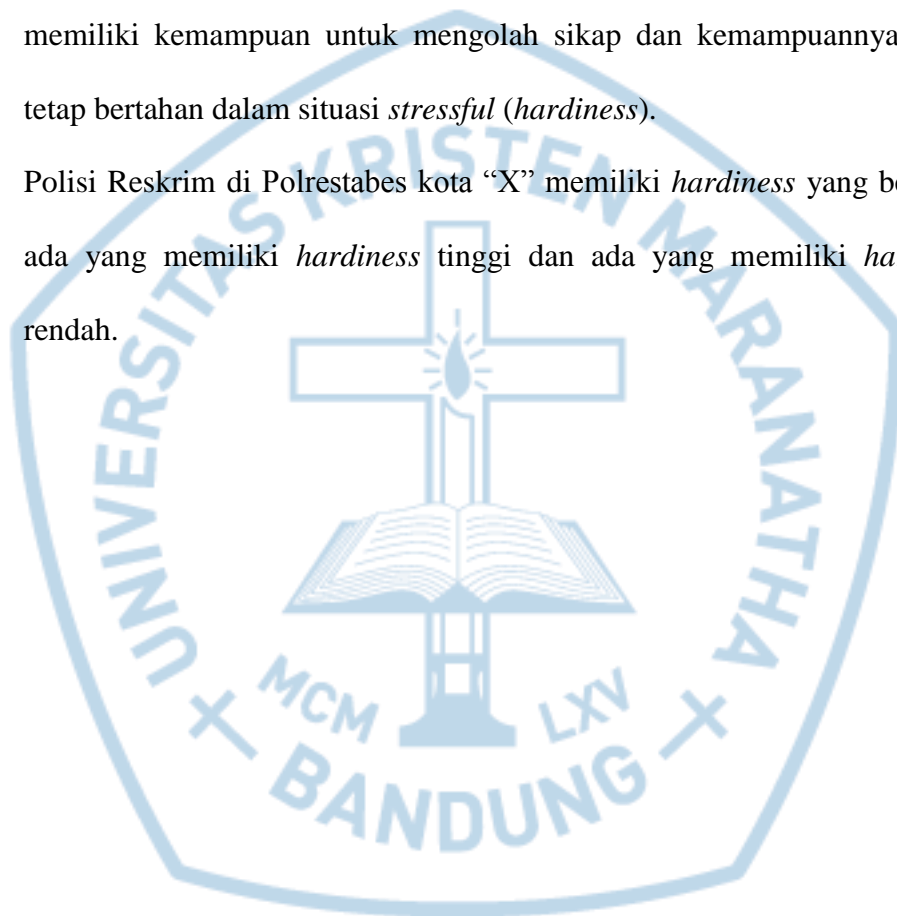 memiliki kemampuan untuk mengolah sikap dan kemampuannya
tetap bertahan dalam situasi stressful (hardiness).
Polisi Reskrim di Polrestabes kota “X” memiliki hardiness yang
ada yang memiliki hardiness tinggi dan ada yang memiliki
rendah.
UNIVERSITAS KRISTEN MARANATHA
MCM LXV
BANDUNG